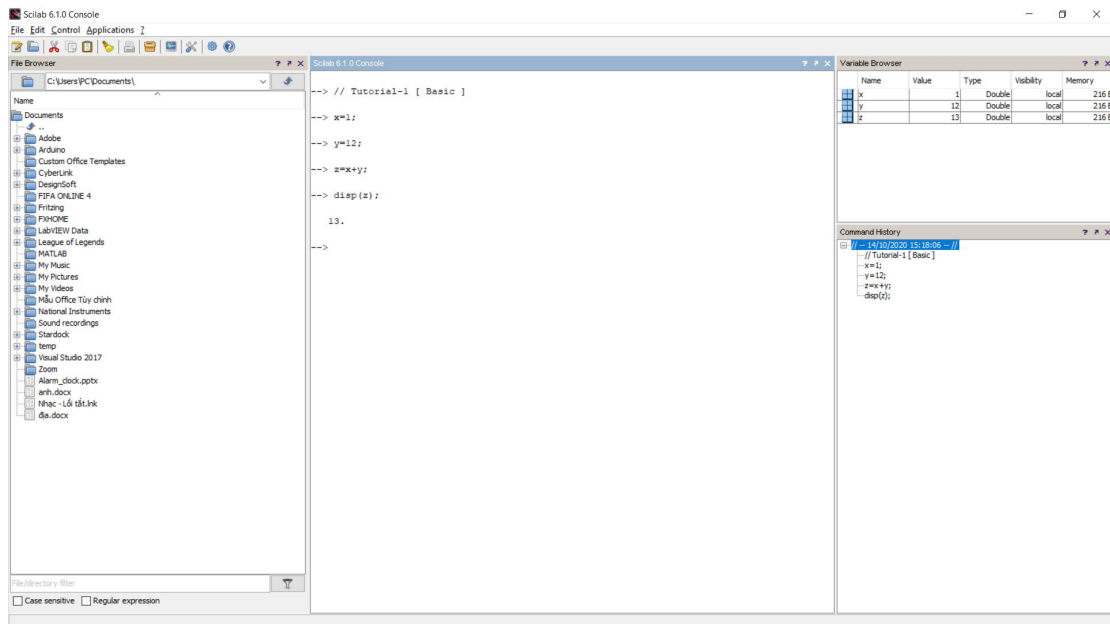 Scilab 6.1.0 Console
File Edit Control Applications ?
File Browser ? ↗ X
C:\Users\PC\Documents\
Name
Documents
..
Adobe
Arduino
Custom Office Templates
CyberLink
DesignSoft
FIFA ONLINE 4
Fritzing
FXHOME
LabVIEW Data
League of Legends
MATLAB
My Music
My Pictures
My Videos
Mẫu Office Tùy chỉnh
National Instruments
Sound recordings
Stardock
temp
Visual Studio 2017
Zoom
Alarm_clock.pptx
anh.docx
Nhạc - Lối tắt.lnk
địa.docx
File/directory filter
Case sensitive Regular expression
Scilab 6.1.0 Console ? ↗ X
--> // Tutorial-1 [ Basic ]
--> x=1;
--> y=12;
--> z=x+y;
--> disp(z);
13.
-->
Variable Browser ? ↗ X
Name Value Type Visibility Memory
x 1 Double local 216 B
y 12 Double local 216 B
z 13 Double local 216 B
Command History ? ↗ X
// -- 14/10/2020 15:18:06 -- //
// Tutorial-1 [ Basic ]
x=1;
y=12;
z=x+y;
disp(z);